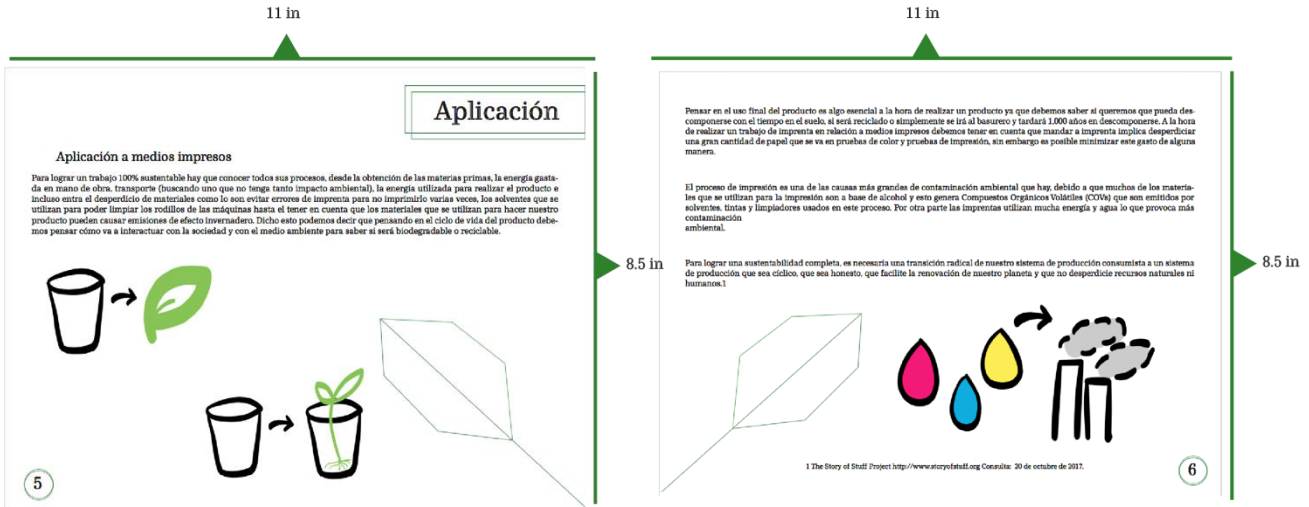 11 in
Aplicación
Aplicación a medios impresos
Para lograr un trabajo 100% sustentable hay que conocer todos sus procesos, desde la obtención de las materias primas, la energía gasta-
da en mano de obra, transporte (buscando uno que no tenga tanto impacto ambiental), la energía utilizada para realizar el producto e
incluso entra el desperdicio de materiales como lo son evitar errores de imprenta para no imprimirlo varias veces, los solventes que se
utilizan para poder limpiar los rodillos de las máquinas hasta el tener en cuenta que los materiales que se utilizan para hacer nuestro
producto pueden causar emisiones de efecto invernadero. Dicho esto podemos decir que pensando en el ciclo de vida del producto debe-
mos pensar cómo va a interactuar con la sociedad y con el medio ambiente para saber si será biodegradable o reciclable.
8.5 in
5
11 in
Pensar en el uso final del producto es algo esencial a la hora de realizar un producto ya que debemos saber si queremos que pueda des-
componerse con el tiempo en el suelo, si será reciclado o simplemente se irá al basurero y tardará 1,000 años en descomponerse. A la hora
de realizar un trabajo de imprenta en relación a medios impresos debemos tener en cuenta que mandar a imprenta implica desperdiciar
una gran cantidad de papel que se va en pruebas de color y pruebas de impresión, sin embargo es posible minimizar este gasto de alguna
manera.
El proceso de impresión es una de las causas más grandes de contaminación ambiental que hay, debido a que muchos de los materia-
les que se utilizan para la impresión son a base de alcohol y esto genera Compuestos Orgánicos Volátiles (COVs) que son emitidos por
solventes, tintas y limpiadores usados en este proceso. Por otra parte las imprentas utilizan mucha energía y agua lo que provoca más
contaminación
ambiental.
Para lograr una sustentabilidad completa, es necesaria una transición radical de nuestro sistema de producción consumista a un sistema
de producción que sea cíclico, que sea honesto, que facilite la renovación de nuestro planeta y que no desperdicie recursos naturales ni
humanos.1
8.5 in
1 The Story of Stuff Project http://www.storyofstuff.org Consulta: 20 de octubre de 2017.
6